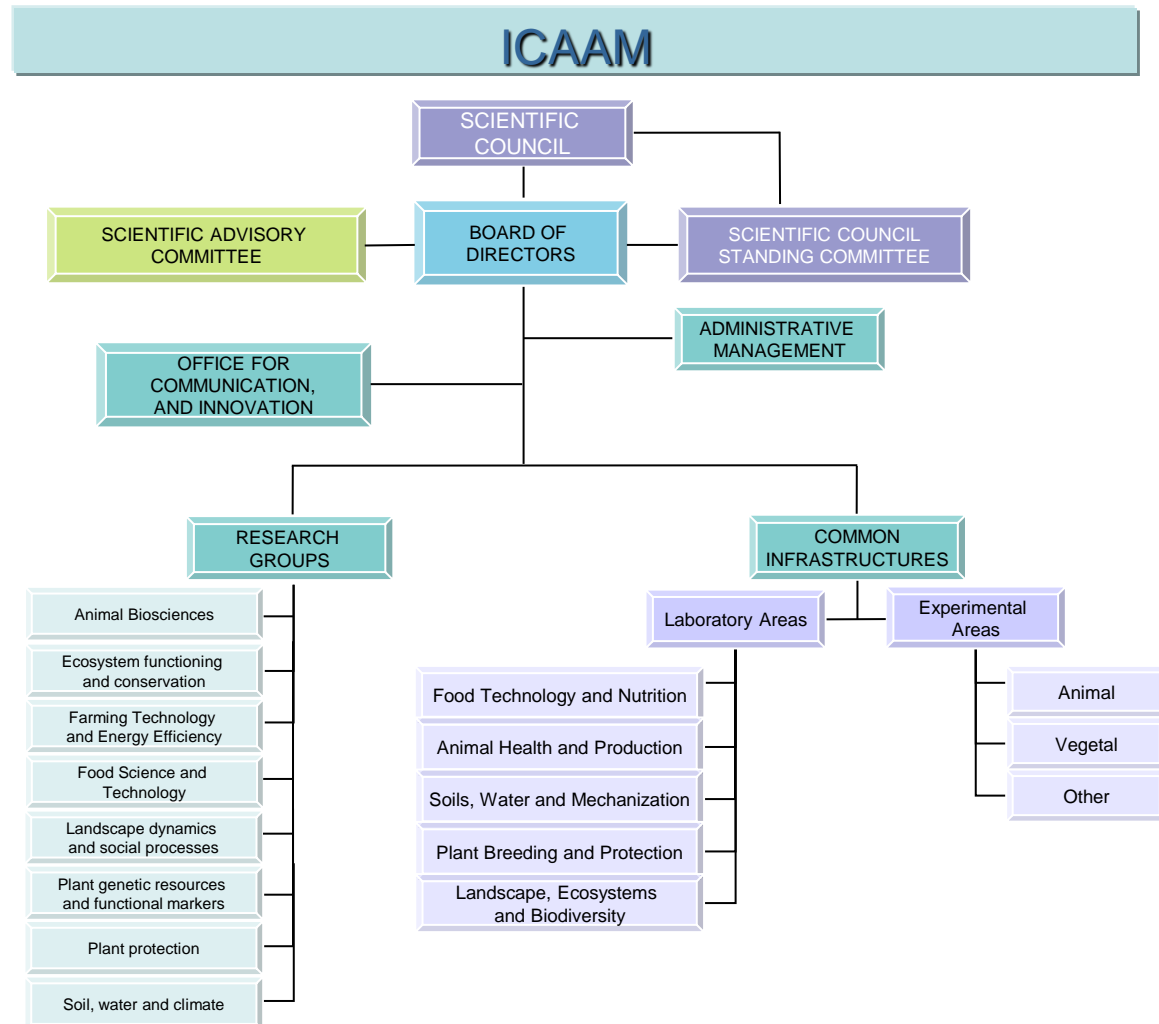 ICAAM
SCIENTIFIC
COUNCIL
SCIENTIFIC ADVISORY
COMMITTEE
BOARD OF
DIRECTORS
SCIENTIFIC COUNCIL
STANDING COMMITTEE
ADMINISTRATIVE
MANAGEMENT
OFFICE FOR
COMMUNICATION,
AND INNOVATION
RESEARCH
GROUPS
COMMON
INFRASTRUCTURES
Animal Biosciences
Ecosystem functioning
and conservation
Farming Technology
and Energy Efficiency
Food Science and
Technology
Landscape dynamics
and social processes
Plant genetic resources
and functional markers
Plant protection
Soil, water and climate
Laboratory Areas
Experimental
Areas
Food Technology and Nutrition
Animal Health and Production
Soils, Water and Mechanization
Plant Breeding and Protection
Landscape, Ecosystems
and Biodiversity
Animal
Vegetal
Other